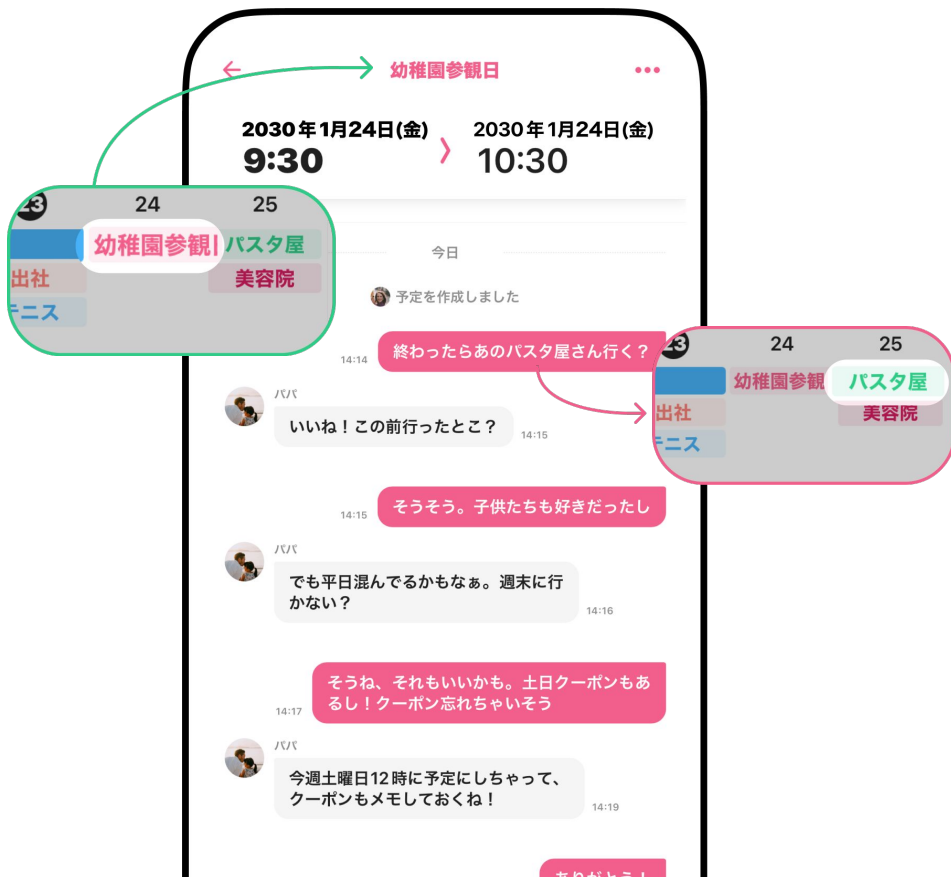 幼稚園参観日
2030年1月24日(金)
9:30
2030年1月24日(金)
10:30
23
24
25
幼稚園参観
パスタ屋
出社
美容院
テニス
今日
予定を作成しました
終わったらあのパスタ屋さん行く?
14:14
パパ
いいね!この前行ったとこ?
14:15
23
24
25
幼稚園参観
パスタ屋
出社
美容院
テニス
そうそう。子供たちも好きだったし
14:15
パパ
でも平日混んでるかもなぁ。週末に行
かない?
14:16
そうね、それもいいかも。土日クーポンもあ
るし!クーポン忘れちゃいそう
14:17
パパ
今週土曜日12時に予定にしちゃって、
クーポンもメモしておくね!
14:19
ありがとう!